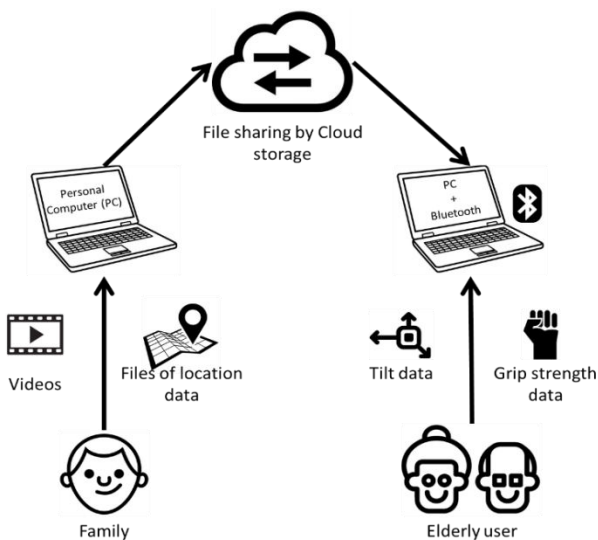 File sharing by Cloud
storage
Personal
Computer (PC)
PC
+
Bluetooth
Videos
Files of location
data
Tilt data
Grip strength
data
Family
Elderly user